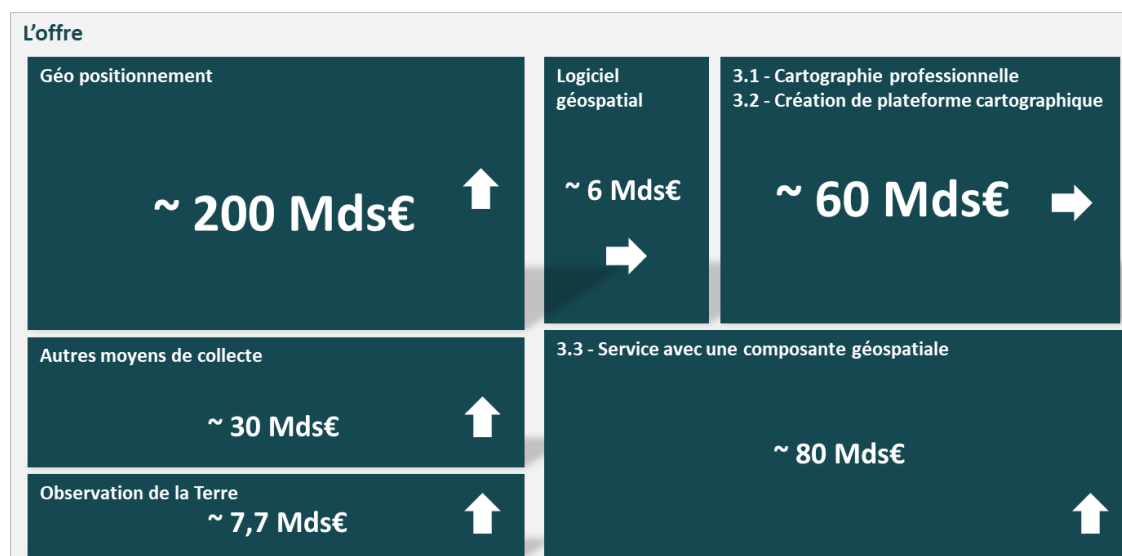 L'offre
Géo positionnement
~ 200 Mds€
Logiciel
géospatial
~ 6 Mds€
3.1 - Cartographie professionnelle
3.2 - Création de plateforme cartographique
~ 60 Mds€
Autres moyens de collecte
~ 30 Mds€
3.3 - Service avec une composante géospatiale
~ 80 Mds€
Observation de la Terre
~ 7,7 Mds€